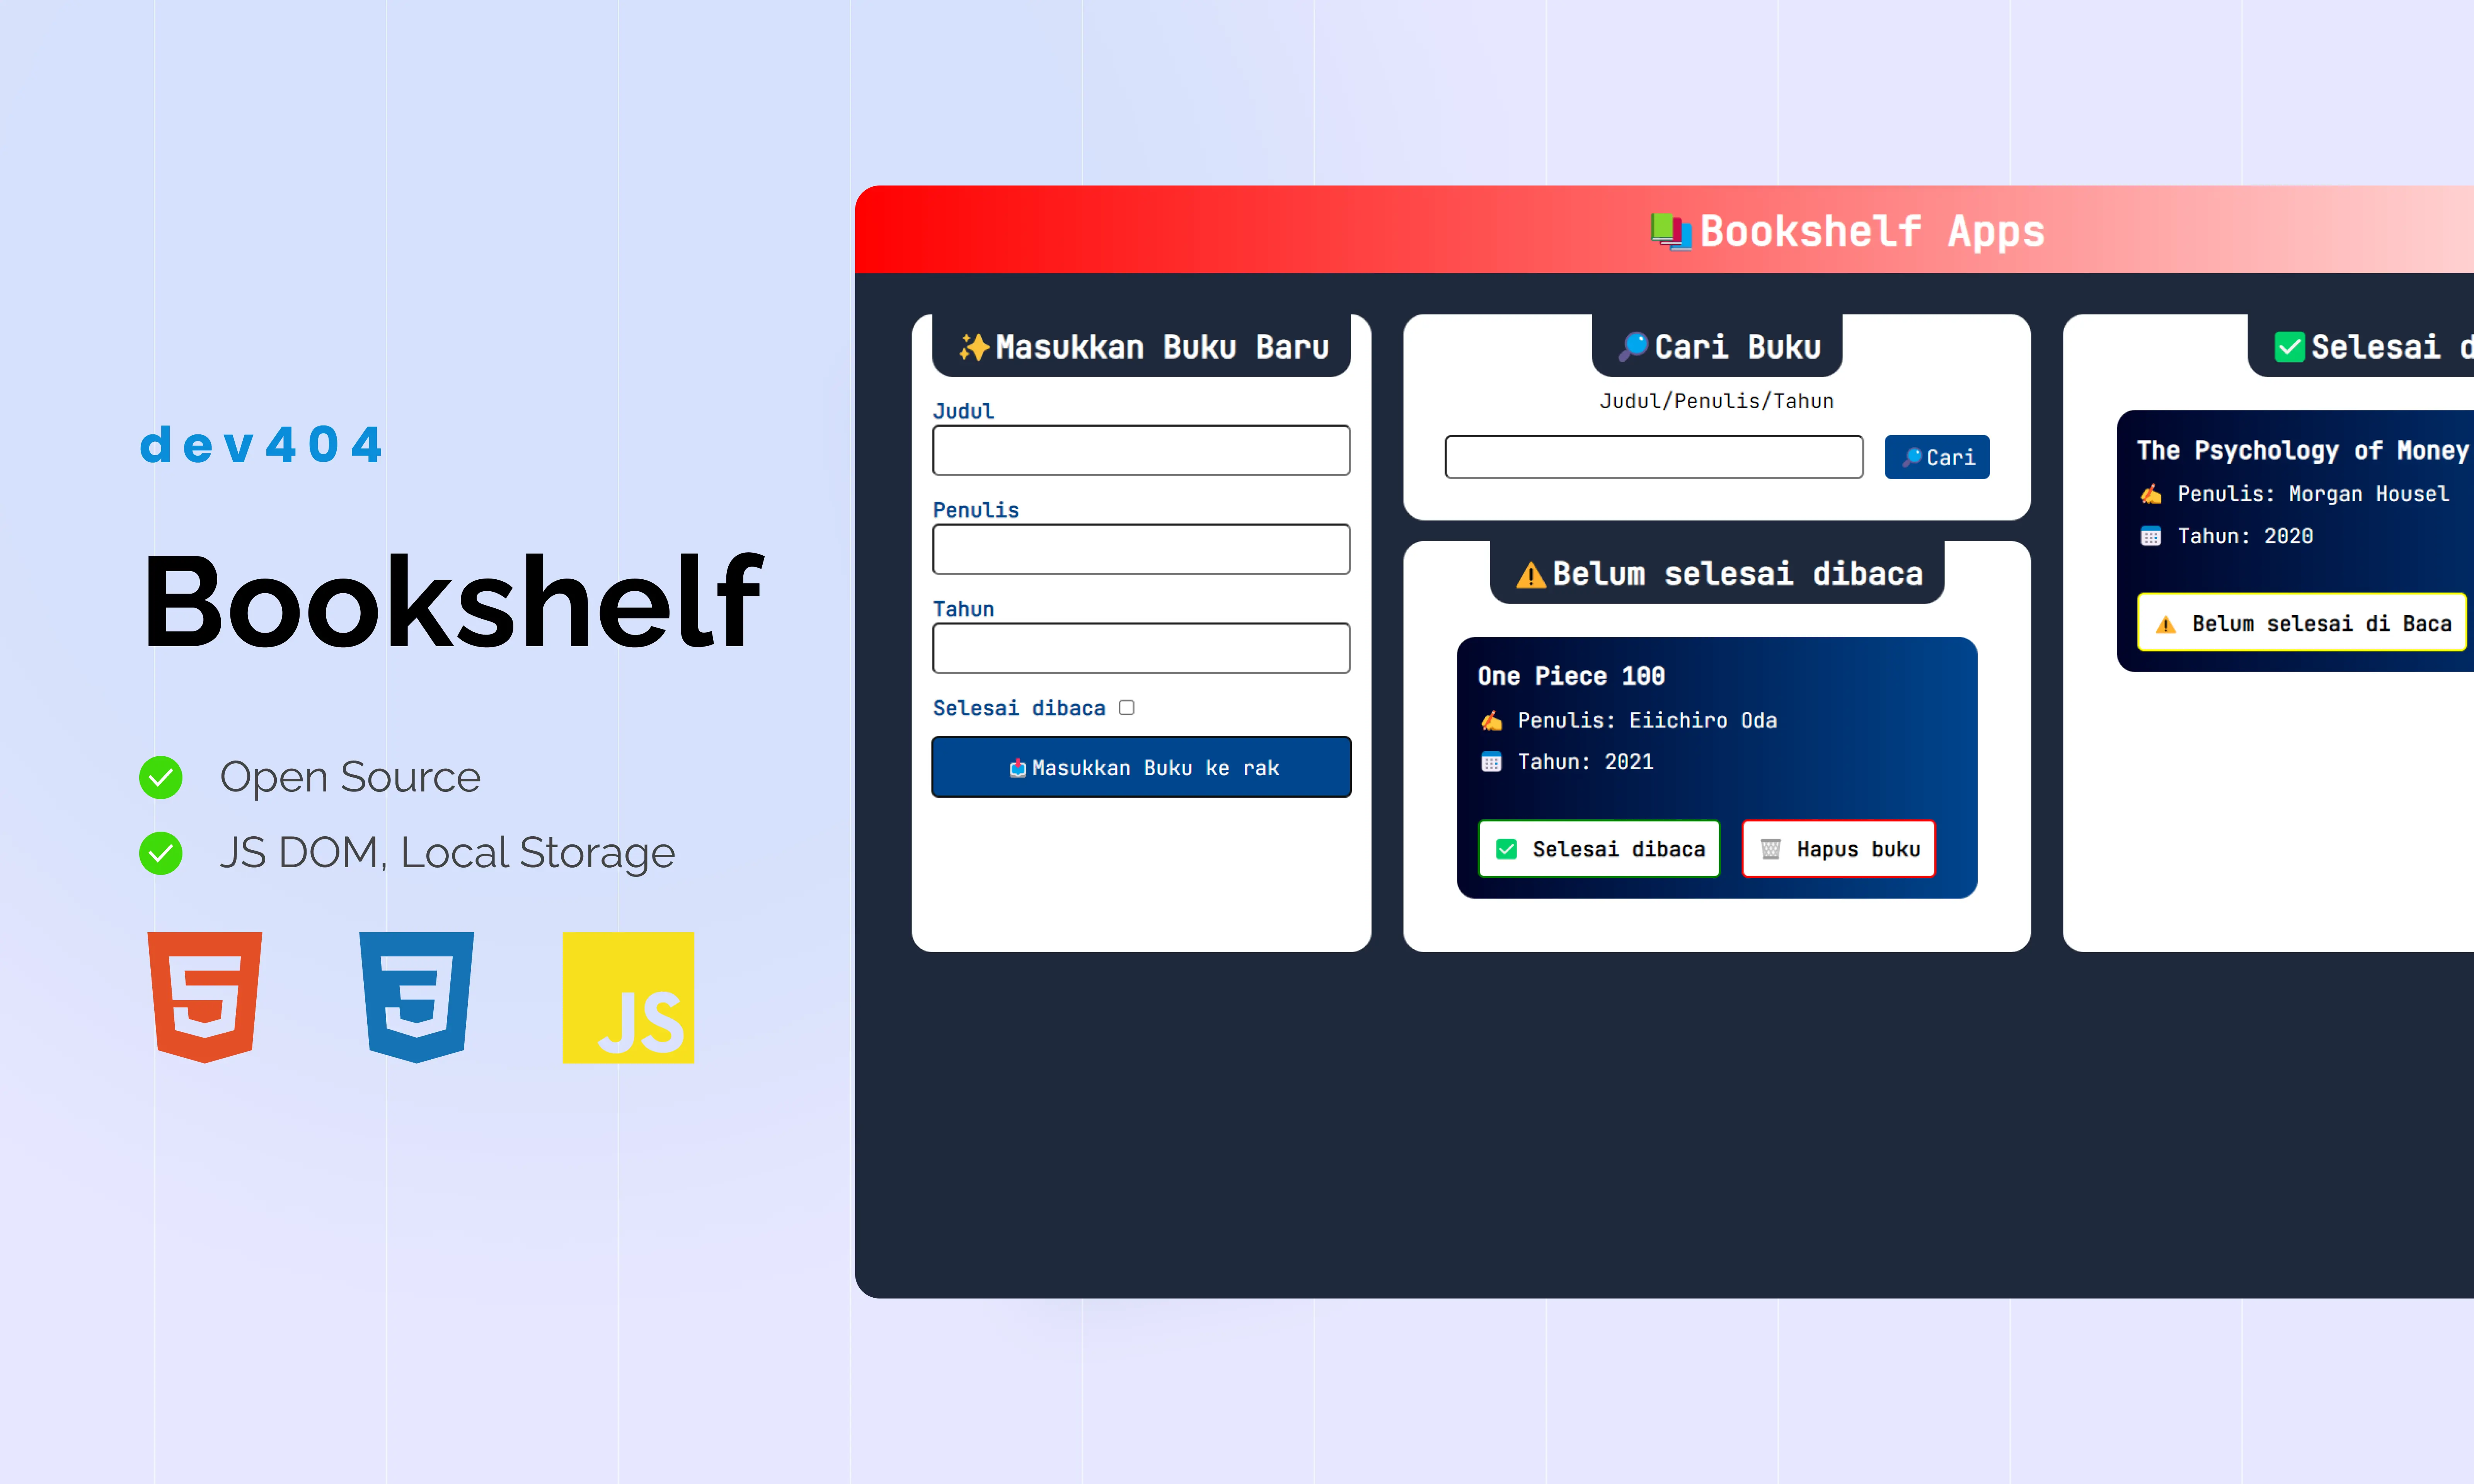 dev404
Bookshelf
Open Source
JS DOM, Local Storage
JS
Bookshelf Apps
Masukkan Buku Baru
Judul
Penulis
Tahun
Selesai dibaca
Masukkan Buku ke rak
Cari Buku
Judul/Penulis/Tahun
Cari
Belum selesai dibaca
One Piece 100
Penulis: Eiichiro Oda
Tahun: 2021
Selesai dibaca
Hapus buku
Selesai d
The Psychology of Money
Penulis: Morgan Housel
Tahun: 2020
Belum selesai di Baca